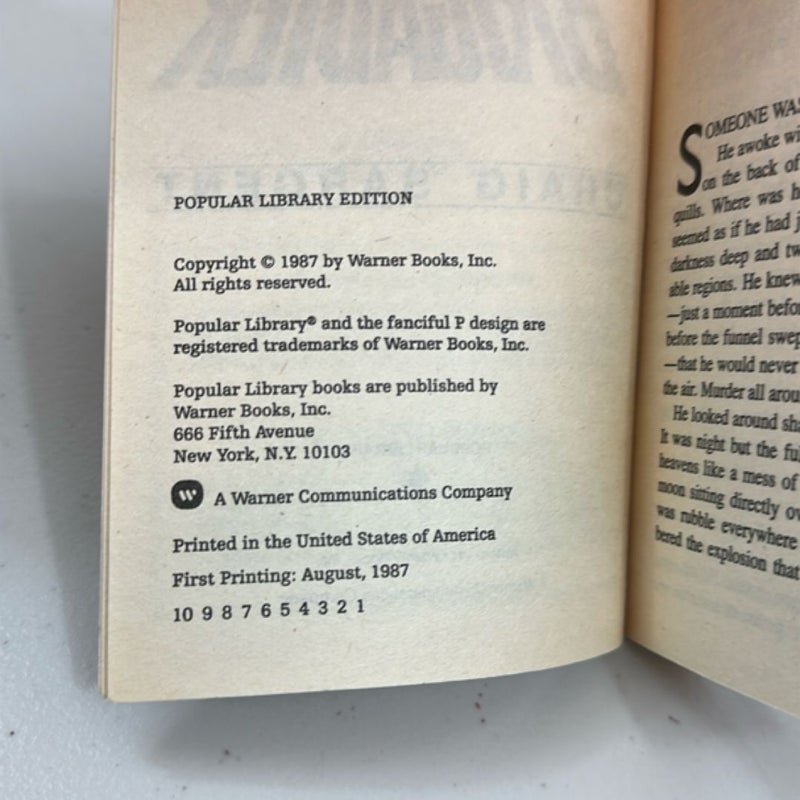 POPULAR LIBRARY EDITION
Copyright © 1987 by Warner Books, Inc.
All rights reserved.
Popular Library® and the fanciful P design are
registered trademarks of Warner Books, Inc.
Popular Library books are published by
Warner Books, Inc.
666 Fifth Avenue
New York, N.Y. 10103
W A Warner Communications Company
Printed in the United States of America
First Printing: August, 1987
10 9 8 7 6 5 4 3 2 1
SOMEONE WAS
He awoke wi
on the back of
quills. Where was h
seemed as if he had j
darkness deep and tw
able regions. He knew
—just a moment befor
before the funnel swep
—that he would never
the air. Murder all arou
He looked around sha
It was night but the ful
heavens like a mess of
moon sitting directly ov
was rubble everywhere
bered the explosion that